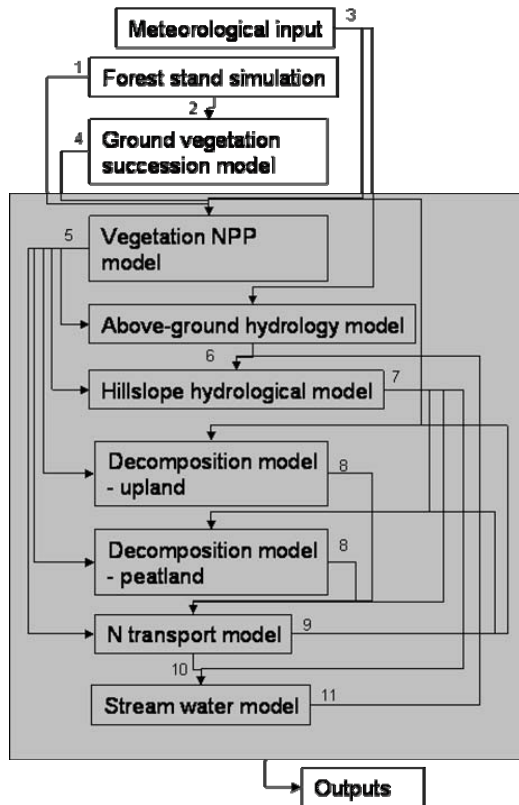 3
Meteorological input
1
Forest stand simulation
2
4
Ground vegetation
succession model
5
Vegetation NPP
model
Above-ground hydrology model
6
Hillslope hydrological model
7
Decomposition model
- upland
8
Decomposition model
- peatland
8
N transport model
9
10
Stream water model
11
Outputs